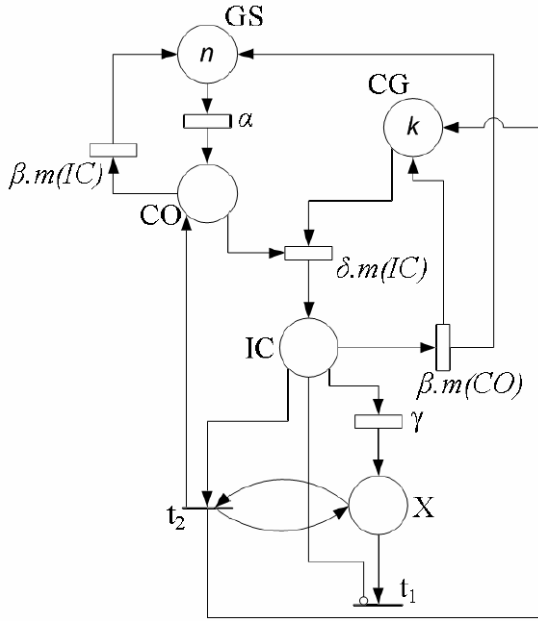 GS
n
CG
α
k
β.m(IC)
CO
δ.m(IC)
IC
β.m(CO)
γ
X
t₂
t₁